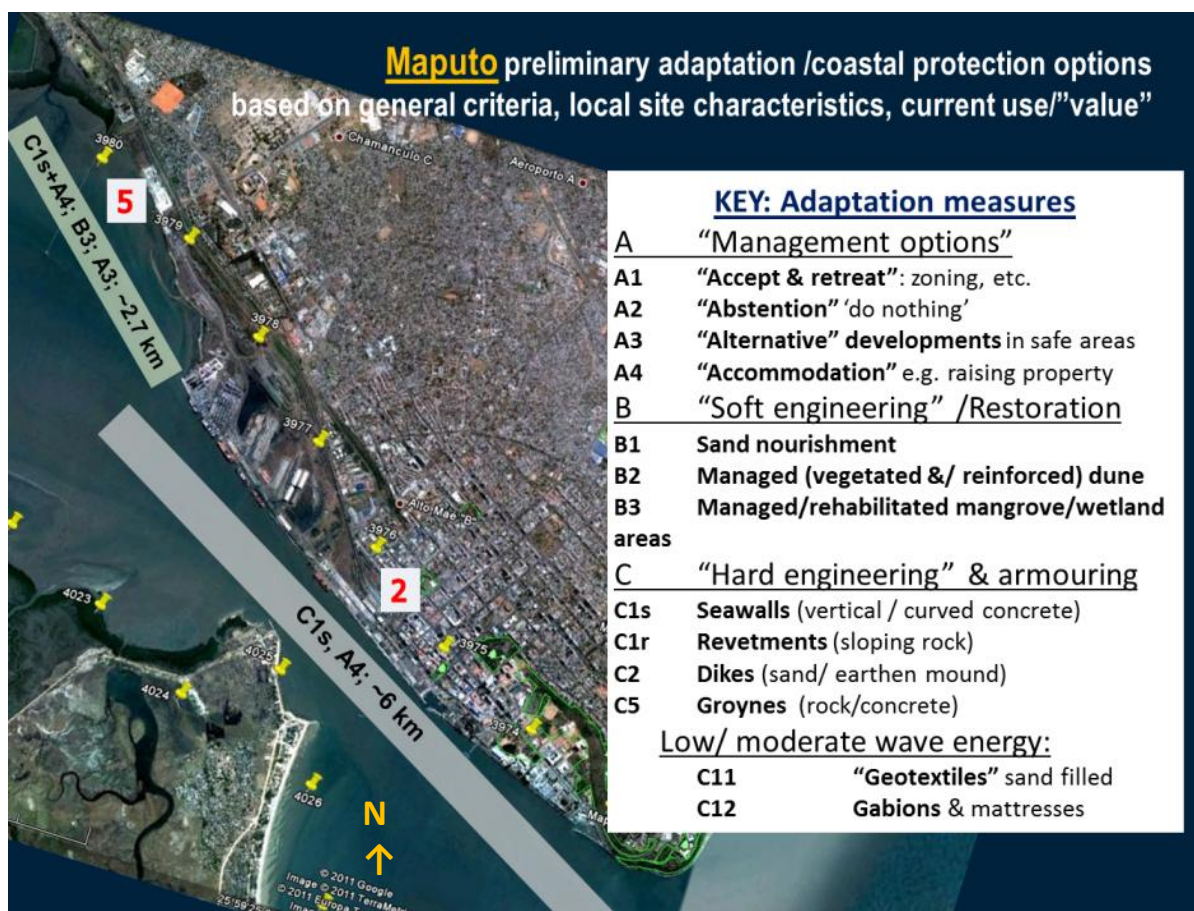 Maputo preliminary adaptation /coastal protection options
based on general criteria, local site characteristics, current use/”value”
KEY: Adaptation measures
A “Management options”
A1 “Accept & retreat”: zoning, etc.
A2 “Abstention” ‘do nothing’
A3 “Alternative” developments in safe areas
A4 “Accommodation” e.g. raising property
B “Soft engineering” /Restoration
B1 Sand nourishment
B2 Managed (vegetated &/ reinforced) dune
B3 Managed/rehabilitated mangrove/wetland
areas
C “Hard engineering” & armouring
C1s Seawalls (vertical / curved concrete)
C1r Revetments (sloping rock)
C2 Dikes (sand/ earthen mound)
C5 Groynes (rock/concrete)
Low/ moderate wave energy:
C11 “Geotextiles” sand filled
C12 Gabions & mattresses
C1s+A4; B3; A3; ~2.7 km
C1s, A4; ~6 km
5
2
3980
3979
3978
3977
3976
3975
3974
4023
4024
4025
4026
Chamanculo C
Aeroporto A
Alto Mae "B"
N
© 2011 Google
Image © 2011 TerraMet
© 2011 Europa T